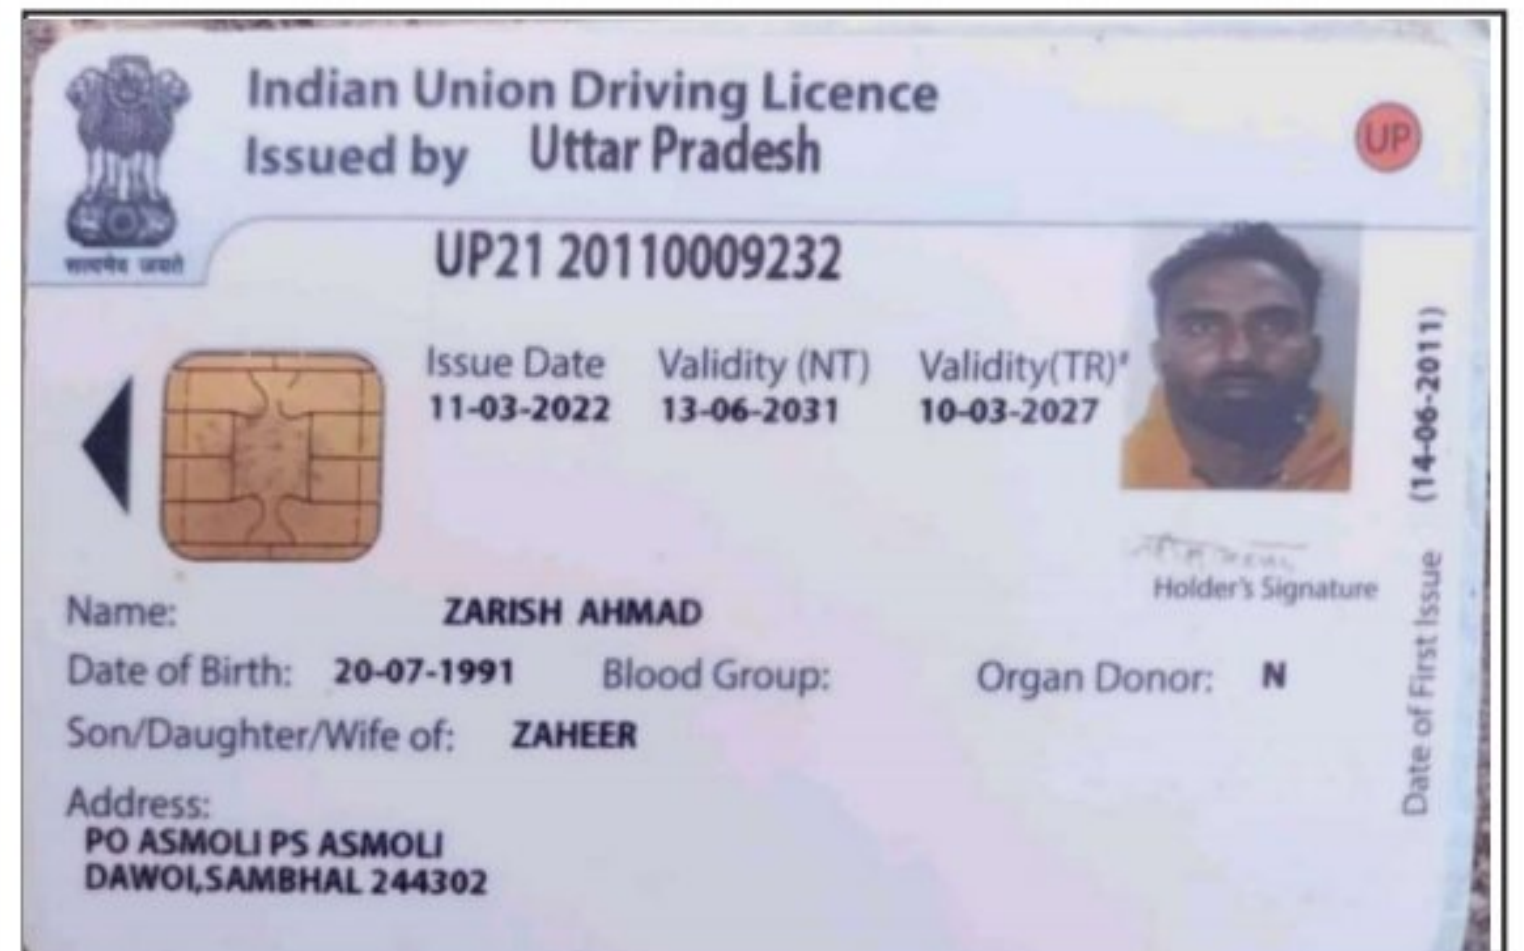 Indian Union Driving Licence
Issued by Uttar Pradesh
UP
सत्यमेव जयते
UP21 20110009232
Issue Date Validity (NT) Validity(TR)#
11-03-2022 13-06-2031 10-03-2027
Holder's Signature
Date of First Issue (14-06-2011)
Name: ZARISH AHMAD
Date of Birth: 20-07-1991 Blood Group: Organ Donor: N
Son/Daughter/Wife of: ZAHEER
Address:
PO ASMOLI PS ASMOLI
DAWOI,SAMBHAL 244302